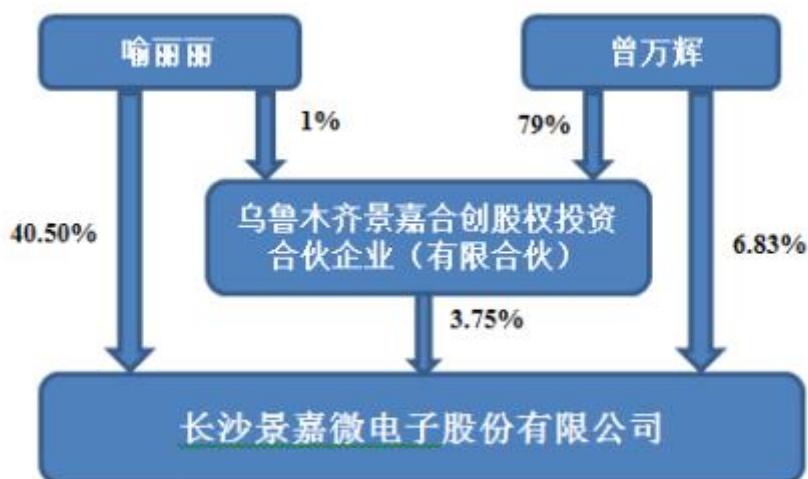 喻丽丽
曾万辉
1%
79%
40.50%
乌鲁木齐景嘉合创股权投资
合伙企业（有限合伙）
6.83%
3.75%
长沙景嘉微电子股份有限公司